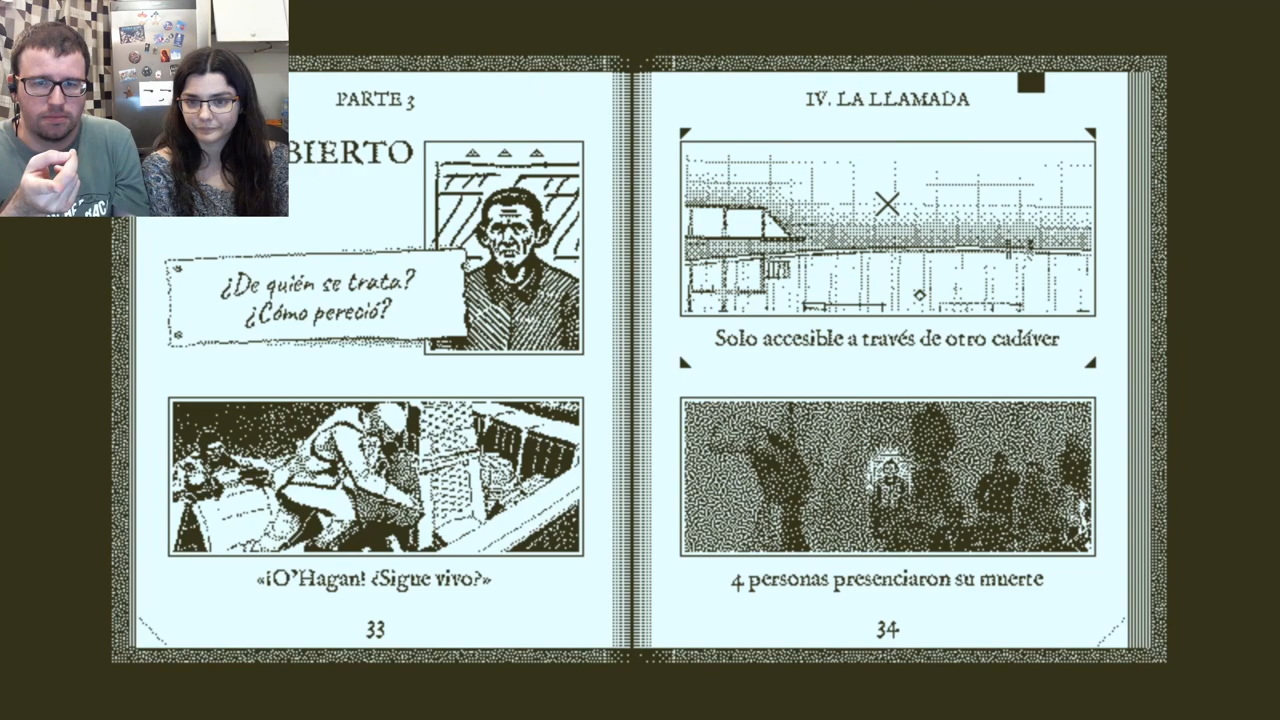 PARTE 3
BIERTO
¿De quién se trata?
¿Cómo pereció?
«¡O'Hagan! ¿Sigue vivo?»
33
IV. LA LLAMADA
Solo accesible a través de otro cadáver
4 personas presenciaron su muerte
34